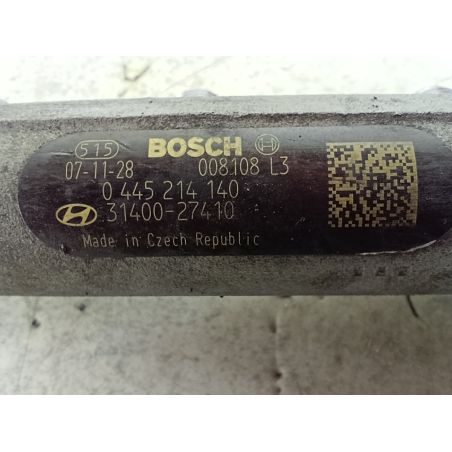 515 BOSCH
07-11-28 008108 L3
0 445 214 140
31400-27410
Made in Czech Republic